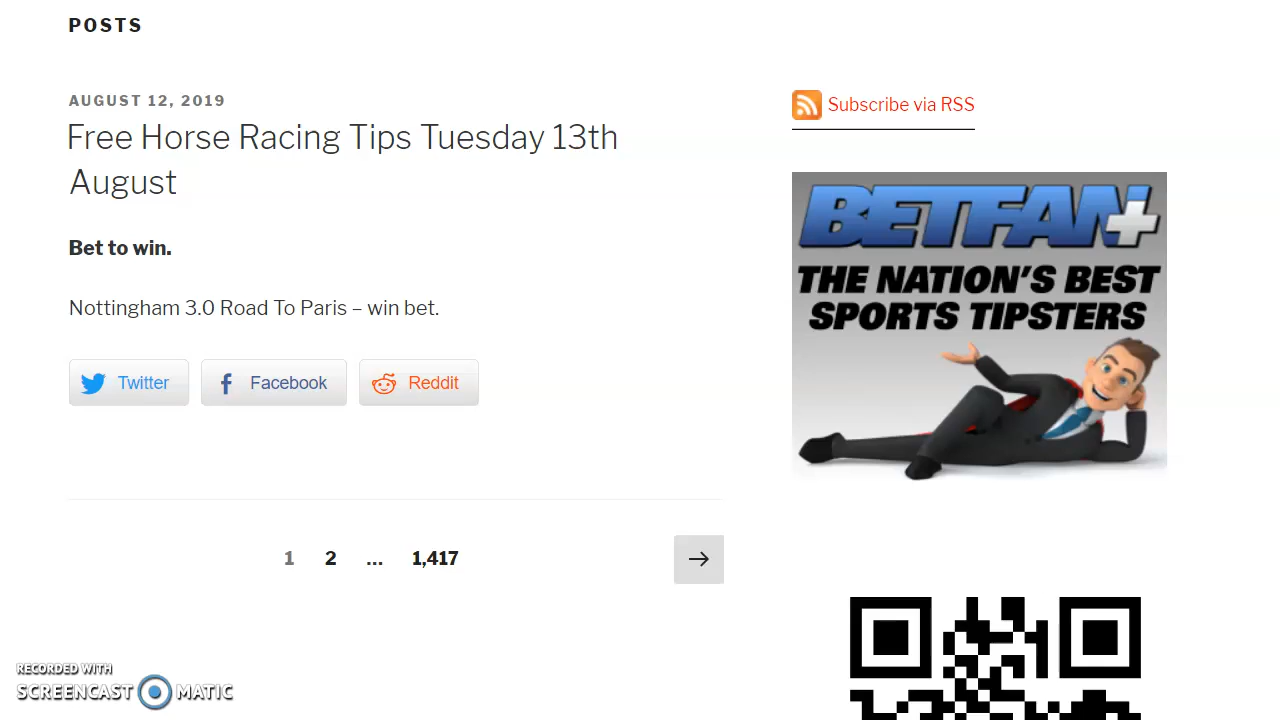 POSTS
AUGUST 12, 2019
Free Horse Racing Tips Tuesday 13th
August
Bet to win.
Nottingham 3.0 Road To Paris – win bet.
Twitter Facebook Reddit
1 2 … 1,417
Subscribe via RSS
BETFAN+
THE NATION'S BEST
SPORTS TIPSTERS
RECORDED WITH
SCREENCAST MATIC